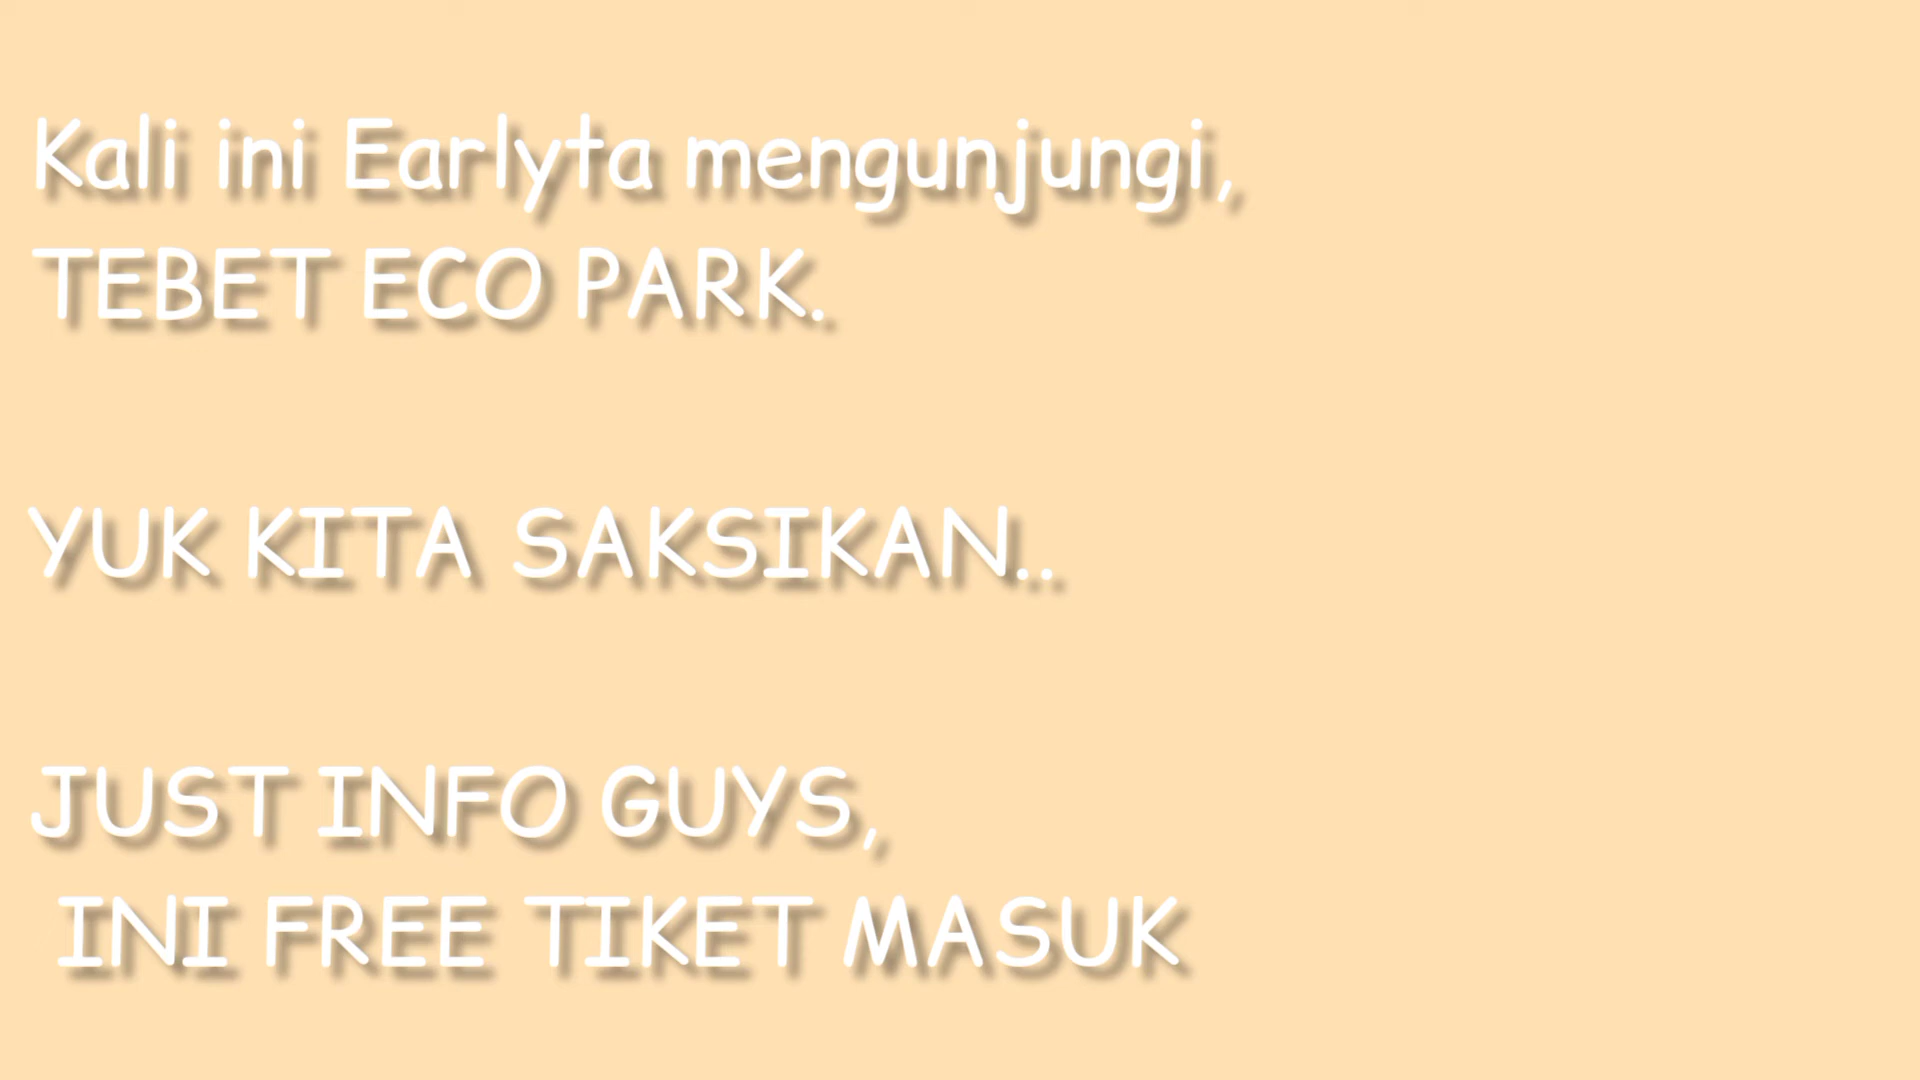 Kali ini Earlyta mengunjungi,
TEBET ECO PARK.
YUK KITA SAKSIKAN..
JUST INFO GUYS,
INI FREE TIKET MASUK